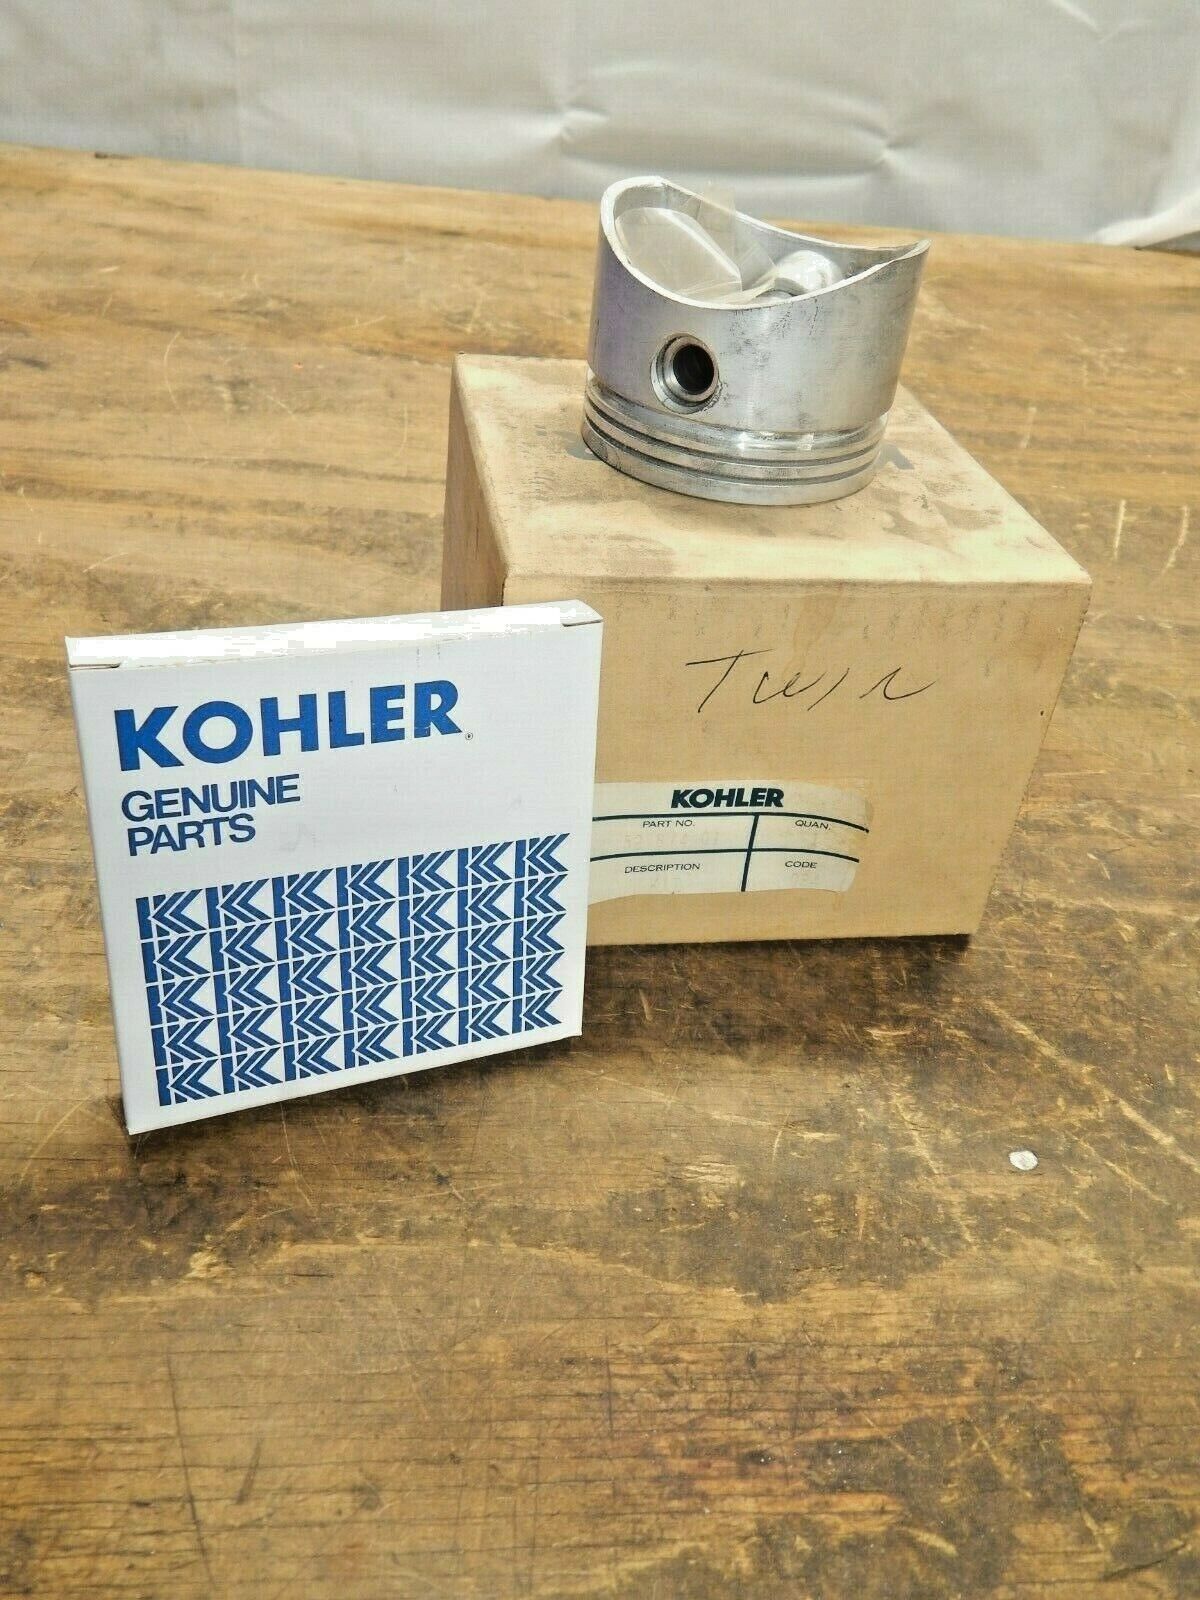 KOHLER®
GENUINE
PARTS
Twin
KOHLER
PART NO. QUAN.
DESCRIPTION CODE